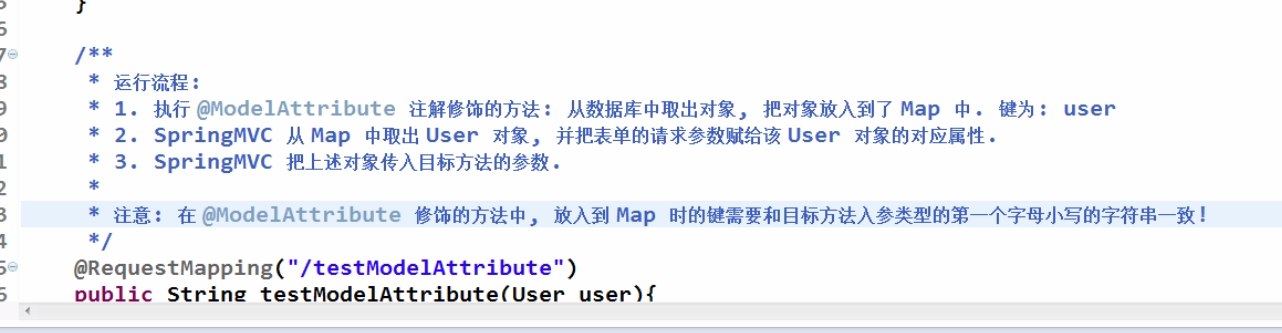 }
/**
* 运行流程:
* 1. 执行 @ModelAttribute 注解修饰的方法: 从数据库中取出对象, 把对象放入到了 Map 中. 键为: user
* 2. SpringMVC 从 Map 中取出 User 对象, 并把表单的请求参数赋给该 User 对象的对应属性.
* 3. SpringMVC 把上述对象传入目标方法的参数.
*
* 注意: 在 @ModelAttribute 修饰的方法中, 放入到 Map 时的键需要和目标方法入参类型的第一个字母小写的字符串一致!
*/
@RequestMapping("/testModelAttribute")
public String testModelAttribute(User user){